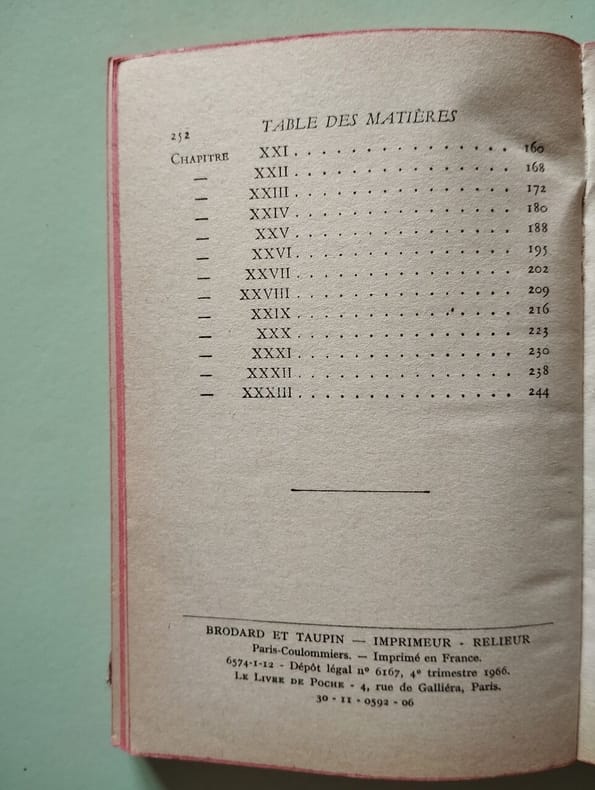 252
TABLE DES MATIÈRES
CHAPITRE XXI . . . . . . . . . . . . . . . . 160
— XXII . . . . . . . . . . . . . . . . 168
— XXIII . . . . . . . . . . . . . . . . 172
— XXIV . . . . . . . . . . . . . . . . 180
— XXV . . . . . . . . . . . . . . . . 188
— XXVI . . . . . . . . . . . . . . . . 195
— XXVII . . . . . . . . . . . . . . . . 202
— XXVIII . . . . . . . . . . . . . . . . 209
— XXIX . . . . . . . . . . . . . . . . 216
— XXX . . . . . . . . . . . . . . . . 223
— XXXI . . . . . . . . . . . . . . . . 230
— XXXII . . . . . . . . . . . . . . . . 238
— XXXIII . . . . . . . . . . . . . . . . 244
BRODARD ET TAUPIN — IMPRIMEUR - RELIEUR
Paris-Coulommiers. — Imprimé en France.
6574-1-12 - Dépôt légal nº 6167, 4ᵉ trimestre 1966.
LE LIVRE DE POCHE - 4, rue de Galliéra, Paris.
30 - 11 - 0592 - 06